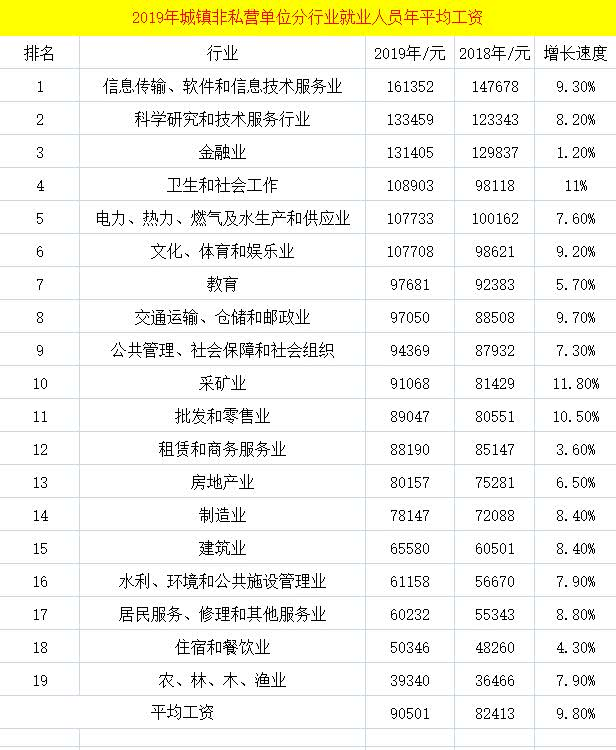 2019年城镇非私营单位分行业就业人员年平均工资
排名 行业 2019年/元 2018年/元 增长速度
1 信息传输、软件和信息技术服务业 161352 147678 9.30%
2 科学研究和技术服务行业 133459 123343 8.20%
3 金融业 131405 129837 1.20%
4 卫生和社会工作 108903 98118 11%
5 电力、热力、燃气及水生产和供应业 107733 100162 7.60%
6 文化、体育和娱乐业 107708 98621 9.20%
7 教育 97681 92383 5.70%
8 交通运输、仓储和邮政业 97050 88508 9.70%
9 公共管理、社会保障和社会组织 94369 87932 7.30%
10 采矿业 91068 81429 11.80%
11 批发和零售业 89047 80551 10.50%
12 租赁和商务服务业 88190 85147 3.60%
13 房地产业 80157 75281 6.50%
14 制造业 78147 72088 8.40%
15 建筑业 65580 60501 8.40%
16 水利、环境和公共施设管理业 61158 56670 7.90%
17 居民服务、修理和其他服务业 60232 55343 8.80%
18 住宿和餐饮业 50346 48260 4.30%
19 农、林、木、渔业 39340 36466 7.90%
平均工资 90501 82413 9.80%